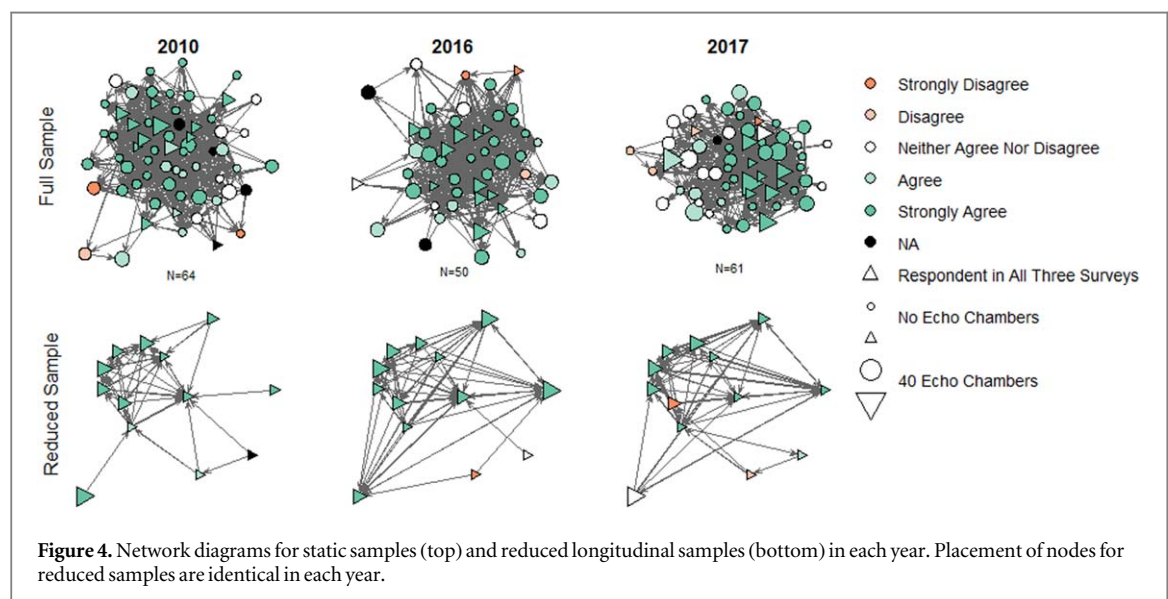 2010
2016
2017
Full Sample
Strongly Disagree
Disagree
Neither Agree Nor Disagree
Agree
Strongly Agree
NA
Respondent in All Three Surveys
No Echo Chambers
40 Echo Chambers
N=64
N=50
N=61
Reduced Sample
Figure 4. Network diagrams for static samples (top) and reduced longitudinal samples (bottom) in each year. Placement of nodes for
reduced samples are identical in each year.